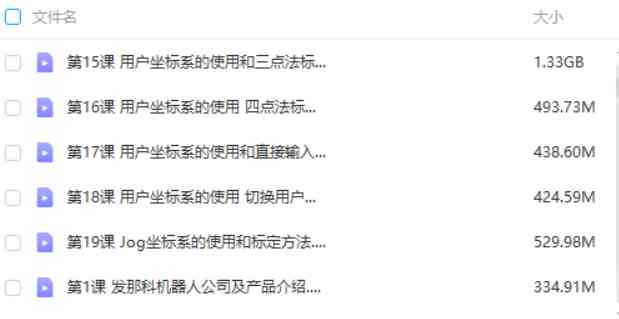 文件名 大小
第15课 用户坐标系的使用和三点法标... 1.33GB
第16课 用户坐标系的使用 四点法标... 493.73M
第17课 用户坐标系的使用和直接输入... 438.60M
第18课 用户坐标系的使用 切换用户... 424.59M
第19课 Jog坐标系的使用和标定方法.... 529.98M
第1课 发那科机器人公司及产品介绍.... 334.91M